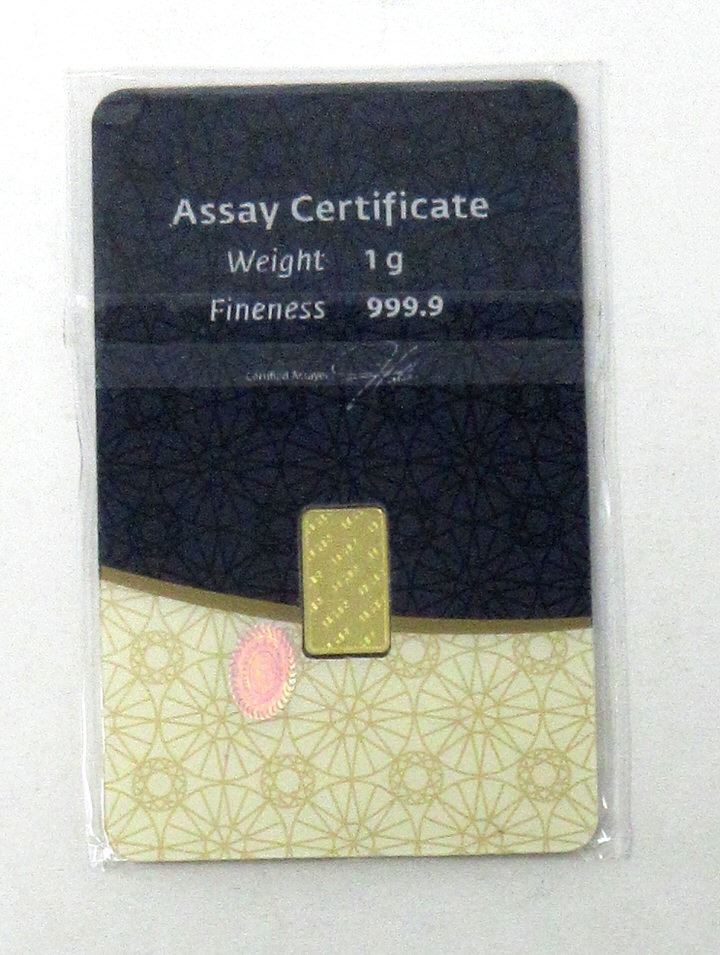 Assay Certificate
Weight 1 g
Fineness 999.9
Certified Assayer